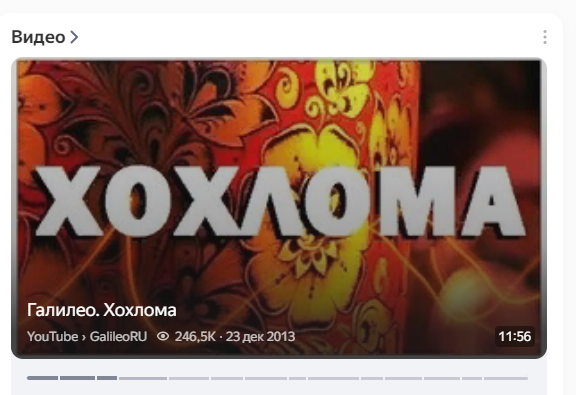 Видео
ХОХЛОМА
Галилео. Хохлома
YouTube › GalileoRU 246,5K · 23 дек 2013
11:56